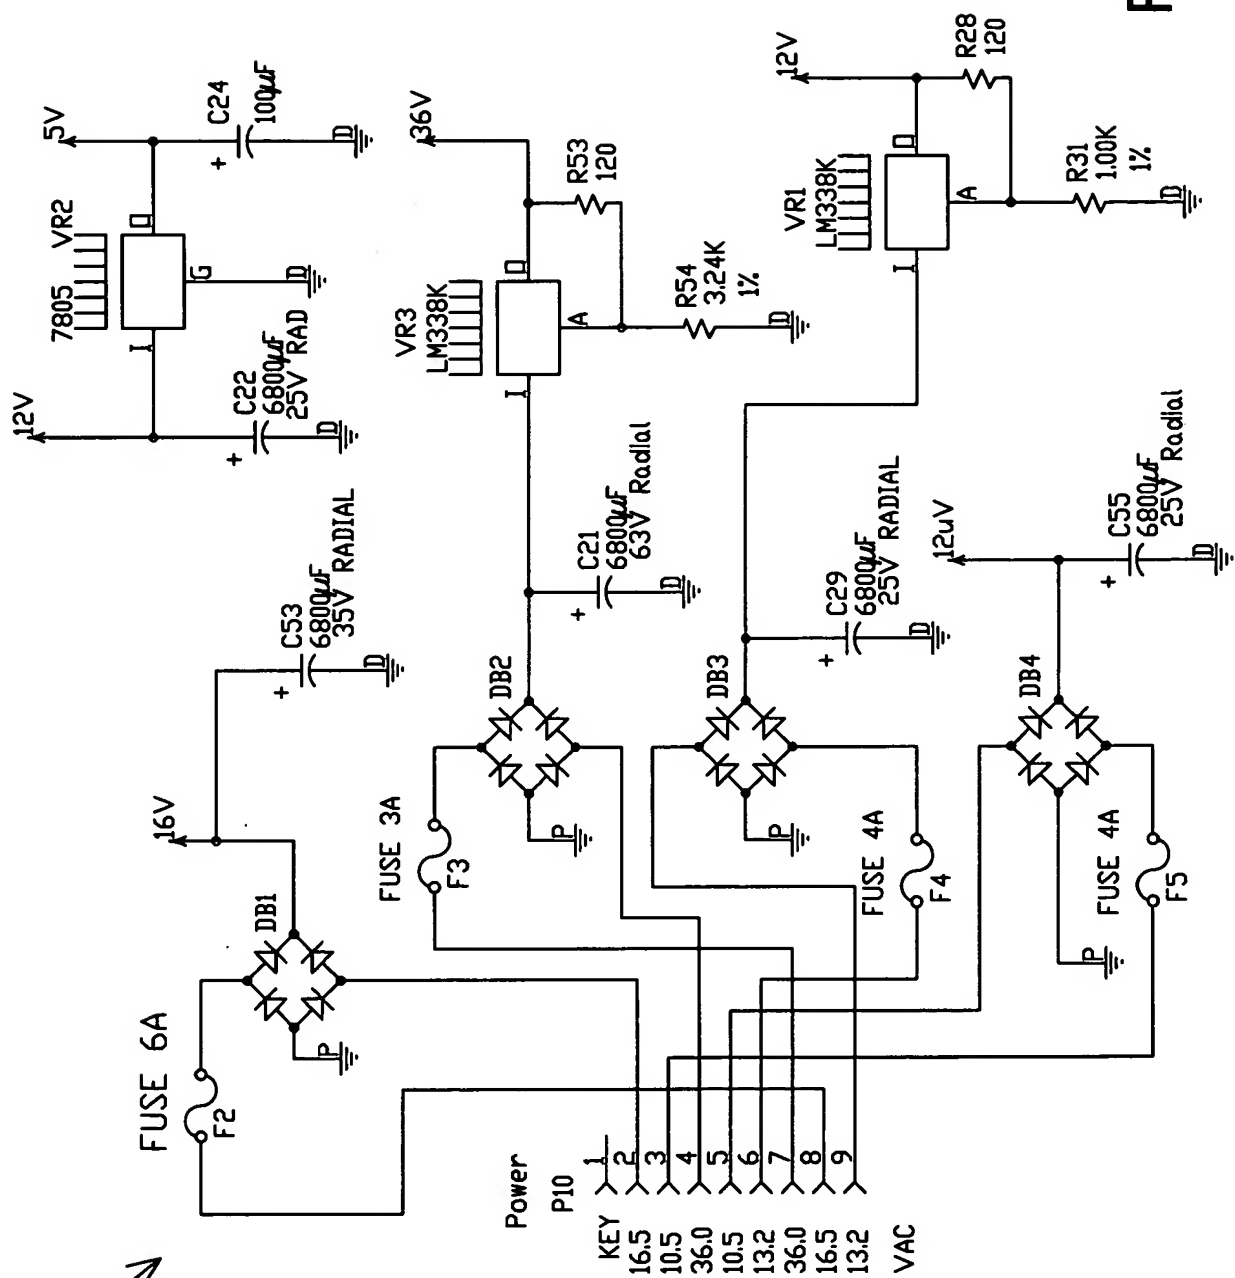 5V
C24
100µF
+
D
7805
VR2
O
G
D
I
12V
C22
6800µF
25V RAD
+
D
36V
R53
120
VR3
LM338K
O
I
A
R54
3.24K
1%
D
12V
R28
120
VR1
LM338K
O
I
A
R31
1.00K
1%
D
16V
C53
6800µF
35V RADIAL
+
D
C21
6800µF
63V Radial
+
D
C29
6800µF
25V RADIAL
+
D
12uV
C55
6800µF
25V Radial
+
D
DB1
DB2
DB3
DB4
P
P
P
P
FUSE 6A
F2
FUSE 3A
F3
FUSE 4A
F4
FUSE 4A
F5
Power
P10
KEY 1
16.5 2
10.5 3
36.0 4
10.5 5
13.2 6
36.0 7
16.5 8
13.2 9
VAC